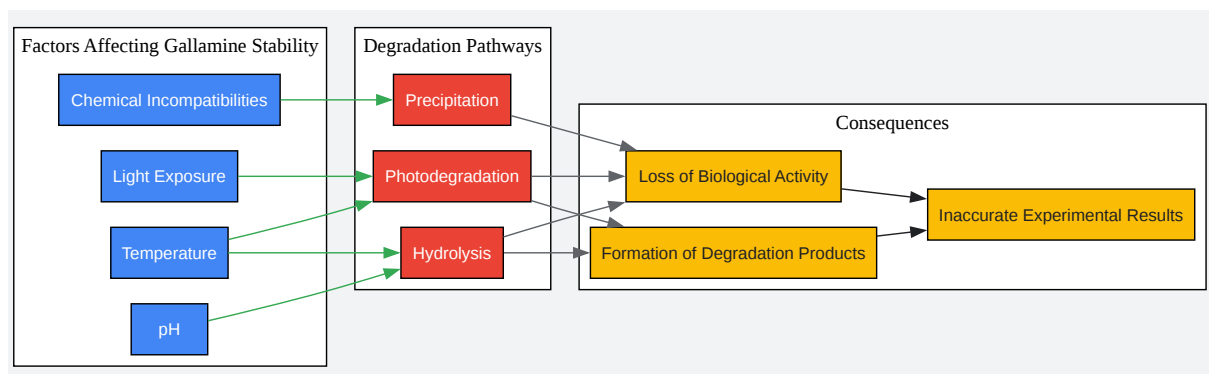 Factors Affecting Gallamine Stability
Chemical Incompatibilities
Light Exposure
Temperature
pH
Degradation Pathways
Precipitation
Photodegradation
Hydrolysis
Consequences
Loss of Biological Activity
Formation of Degradation Products
Inaccurate Experimental Results